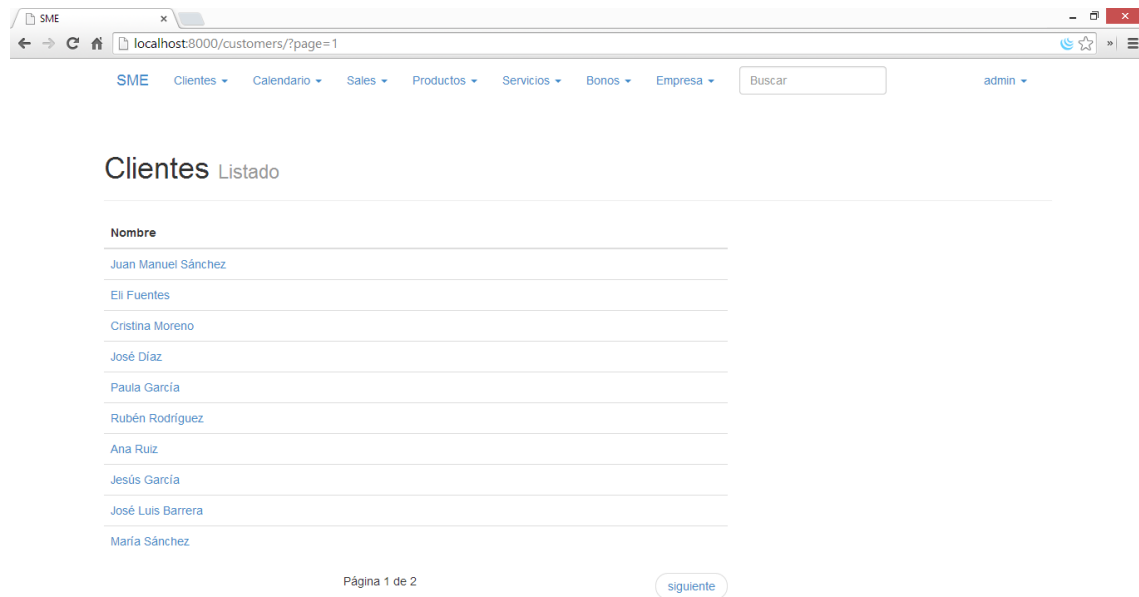 SME
localhost:8000/customers/?page=1
SME Clientes Calendario Sales Productos Servicios Bonos Empresa Buscar admin
Clientes Listado
Nombre
Juan Manuel Sánchez
Eli Fuentes
Cristina Moreno
José Díaz
Paula García
Rubén Rodríguez
Ana Ruiz
Jesús García
José Luis Barrera
María Sánchez
Página 1 de 2 siguiente